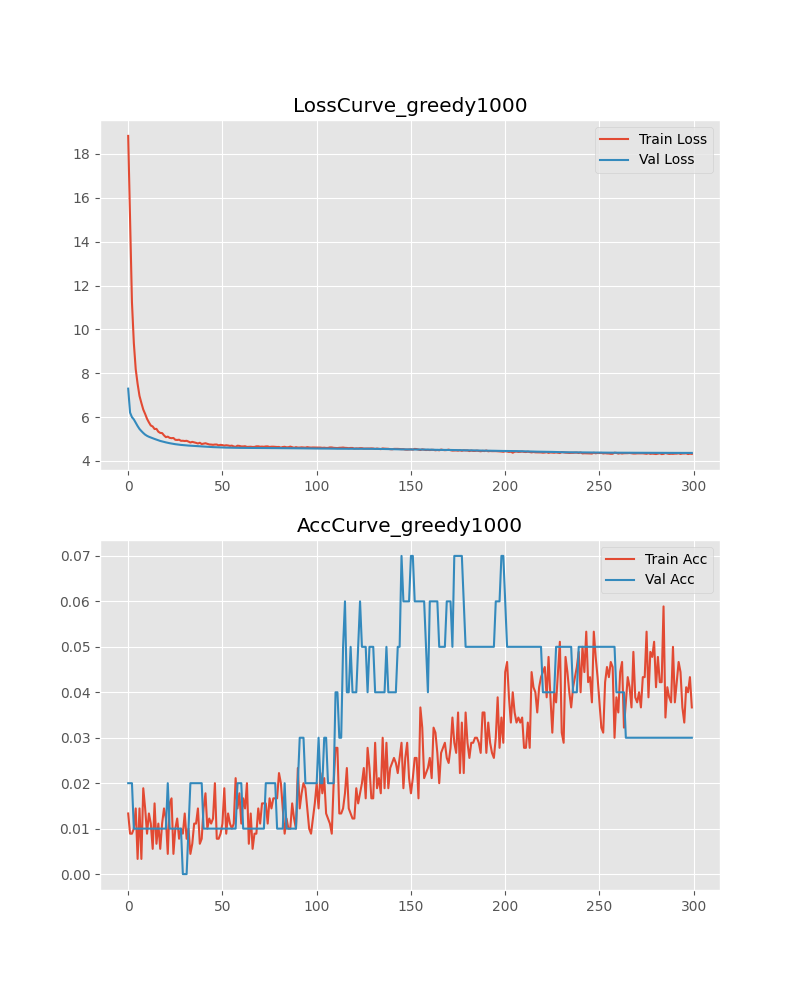 LossCurve_greedy1000
Train Loss
Val Loss
18
16
14
12
10
8
6
4
0 50 100 150 200 250 300
AccCurve_greedy1000
Train Acc
Val Acc
0.07
0.06
0.05
0.04
0.03
0.02
0.01
0.00
0 50 100 150 200 250 300